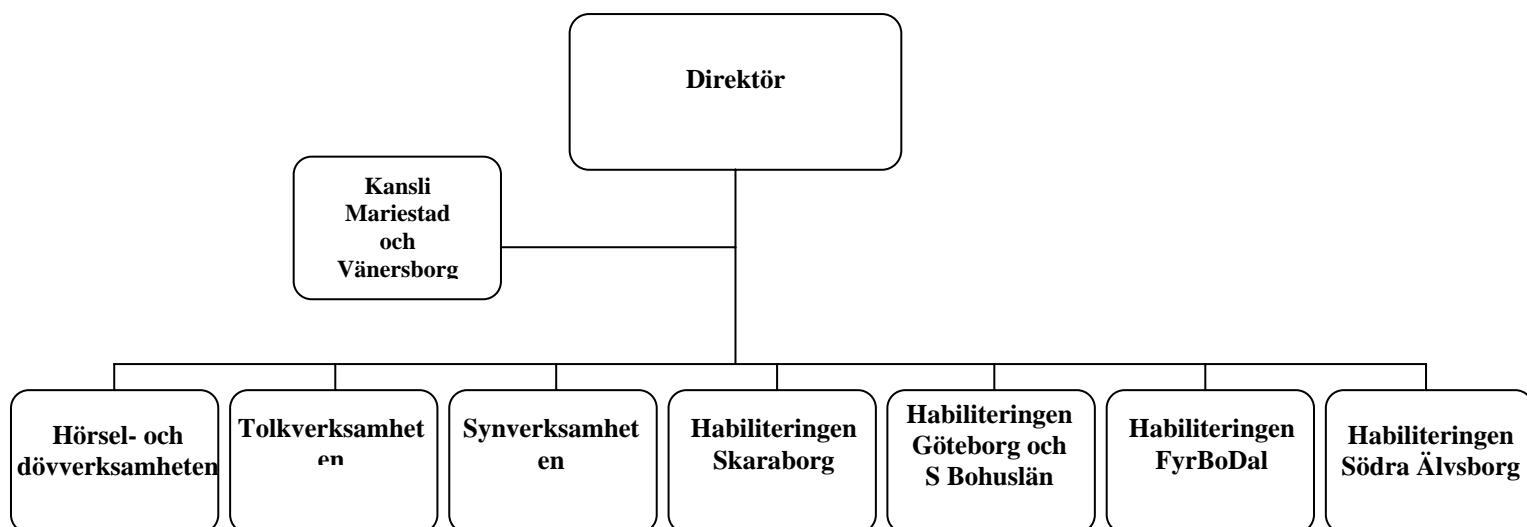 Direktör
Kansli
Mariestad
och
Vänersborg
Hörsel- och
dövverksamheten
Tolkverksamhet
en
Synverksamhet
en
Habiliteringen
Skaraborg
Habiliteringen
Göteborg och
S Bohuslän
Habiliteringen
FyrBoDal
Habiliteringen
Södra Älvsborg